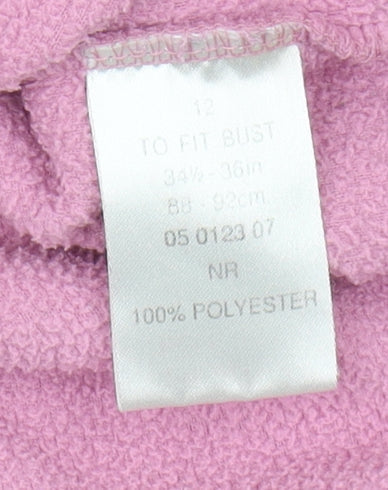 12
TO FIT BUST
34½ - 36in
88 - 92cm
05 0123 07
NR
100% POLYESTER